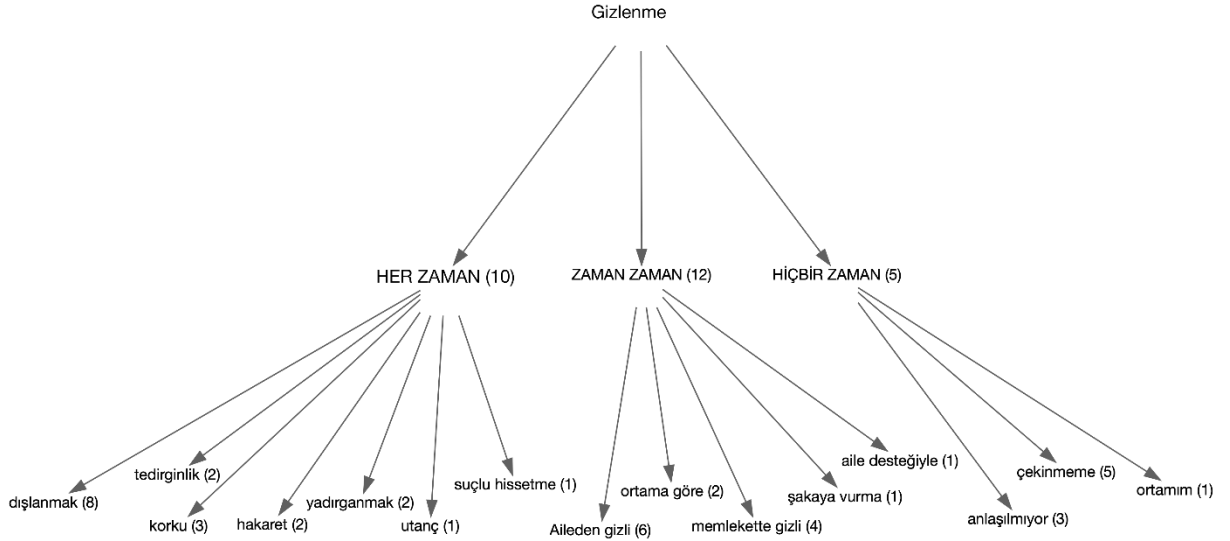 Gizlenme
HER ZAMAN (10)
ZAMAN ZAMAN (12)
HİÇBİR ZAMAN (5)
dışlanmak (8)
tedirginlik (2)
korku (3)
hakaret (2)
yadırganmak (2)
utanç (1)
suçlu hissetme (1)
Aileden gizli (6)
ortama göre (2)
memlekette gizli (4)
şakaya vurma (1)
aile desteğiyle (1)
anlaşılmıyor (3)
çekinmeme (5)
ortamım (1)